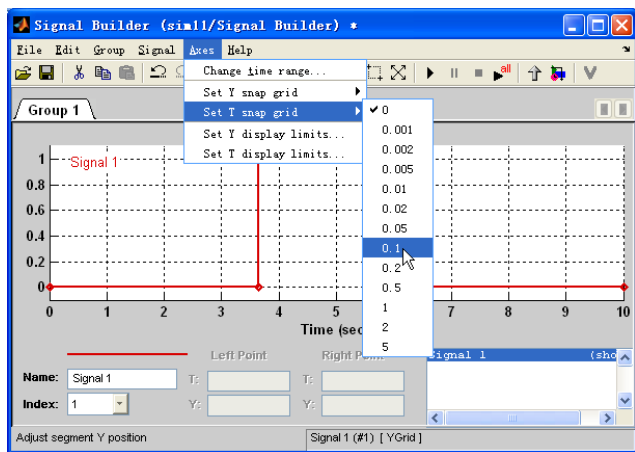 Signal Builder (sim11/Signal Builder) *
File Edit Group Signal Axes Help
all
Change time range...
Set Y snap grid
Set T snap grid
Set Y display limits...
Set T display limits...
0
0.001
0.002
0.005
0.01
0.02
0.05
0.1
0.2
0.5
1
2
5
Group 1
Signal 1
1
0.8
0.6
0.4
0.2
0
0 1 2 3 4 5 7 8 9 10
Time (sec
Left Point Right P
Name: Signal 1 T: T:
Index: 1 Y: Y:
Signal 1 (sho
Adjust segment Y position Signal 1 (#1) [ YGrid ]